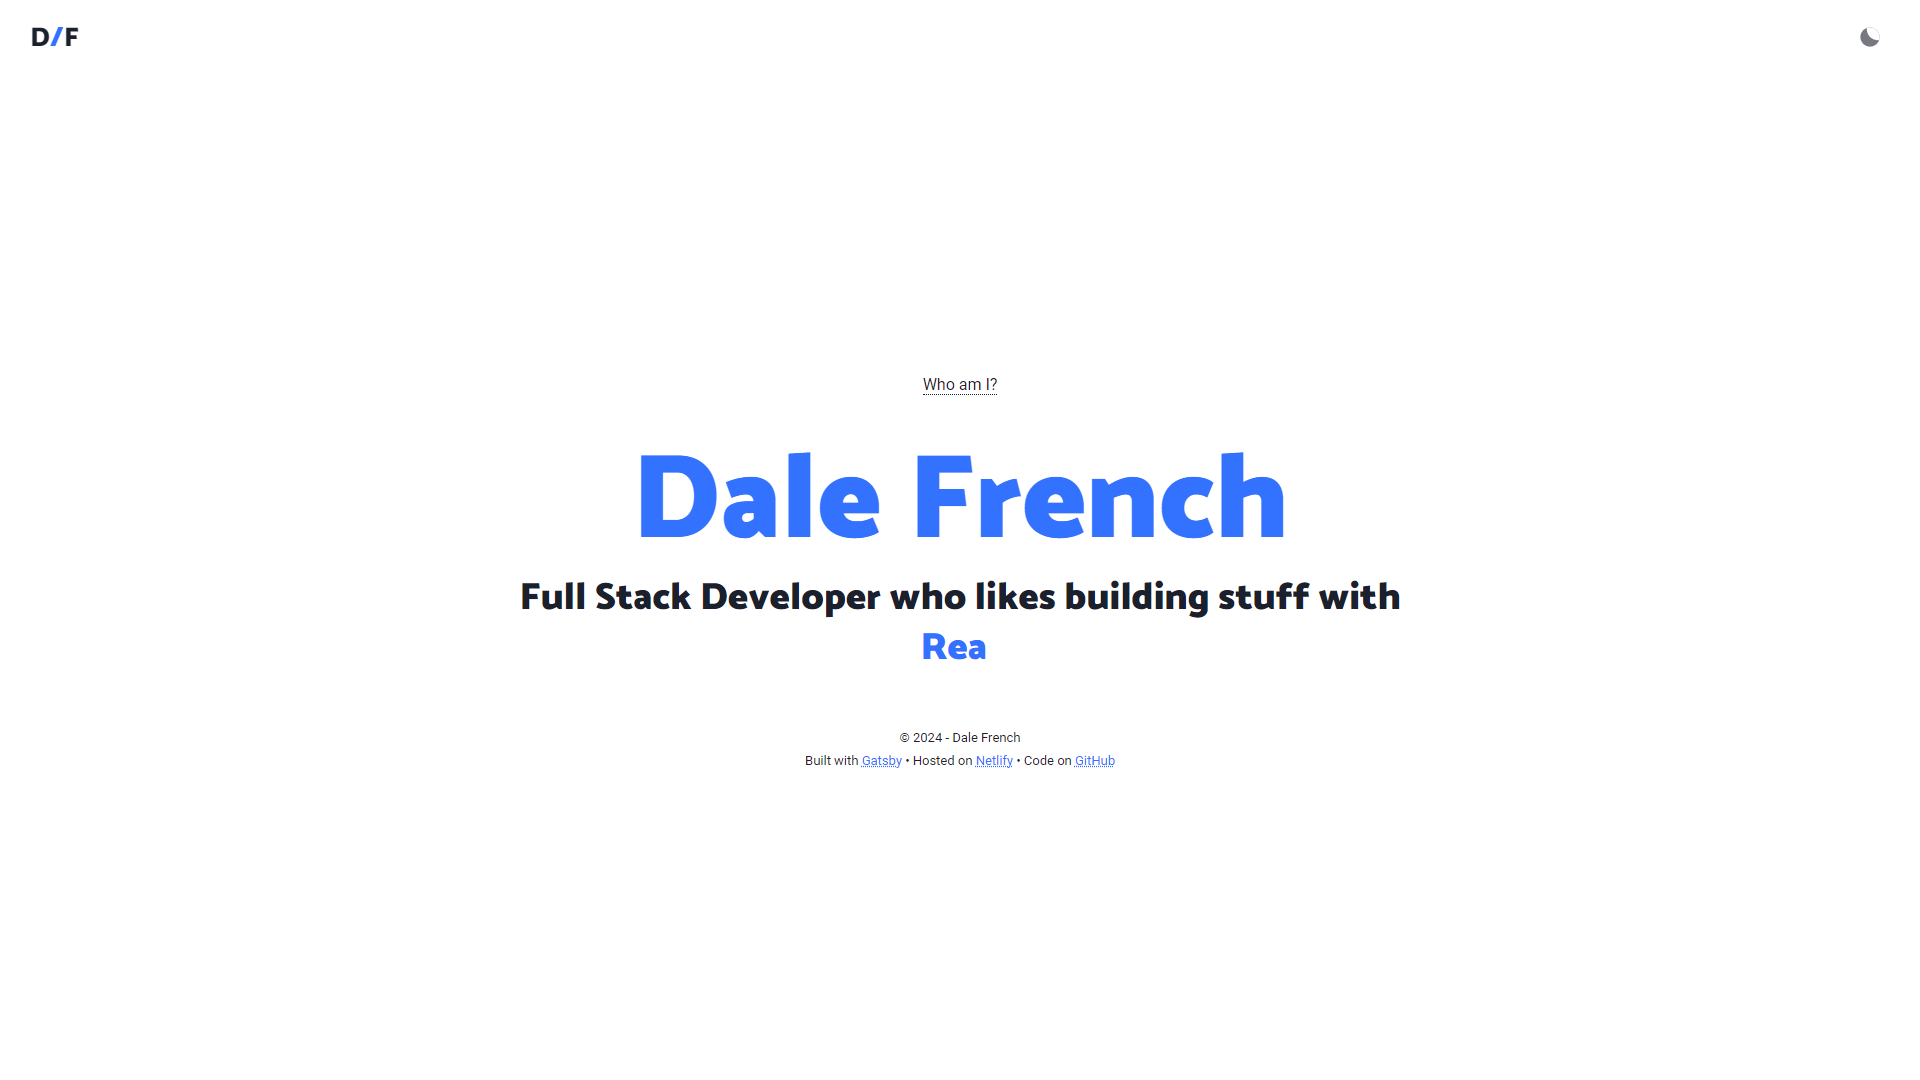 D/F
Who am I?
Dale French
Full Stack Developer who likes building stuff with
Rea
© 2024 - Dale French
Built with Gatsby • Hosted on Netlify • Code on GitHub